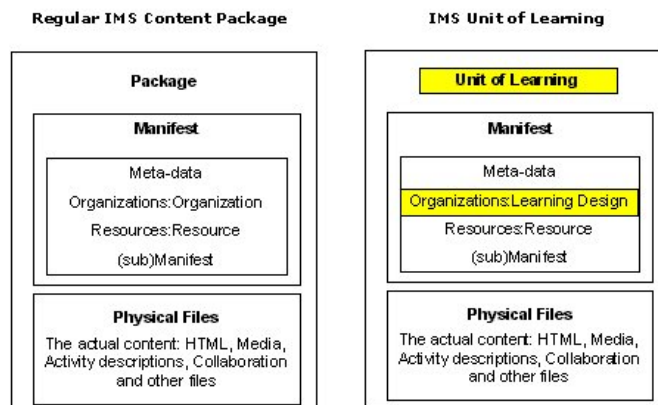 Regular IMS Content Package
Package
Manifest
Meta-data
Organizations:Organization
Resources:Resource
(sub)Manifest
Physical Files
The actual content: HTML, Media,
Activity descriptions, Collaboration
and other files
IMS Unit of Learning
Unit of Learning
Manifest
Meta-data
Organizations:Learning Design
Resources:Resource
(sub)Manifest
Physical Files
The actual content: HTML, Media,
Activity descriptions, Collaboration
and other files